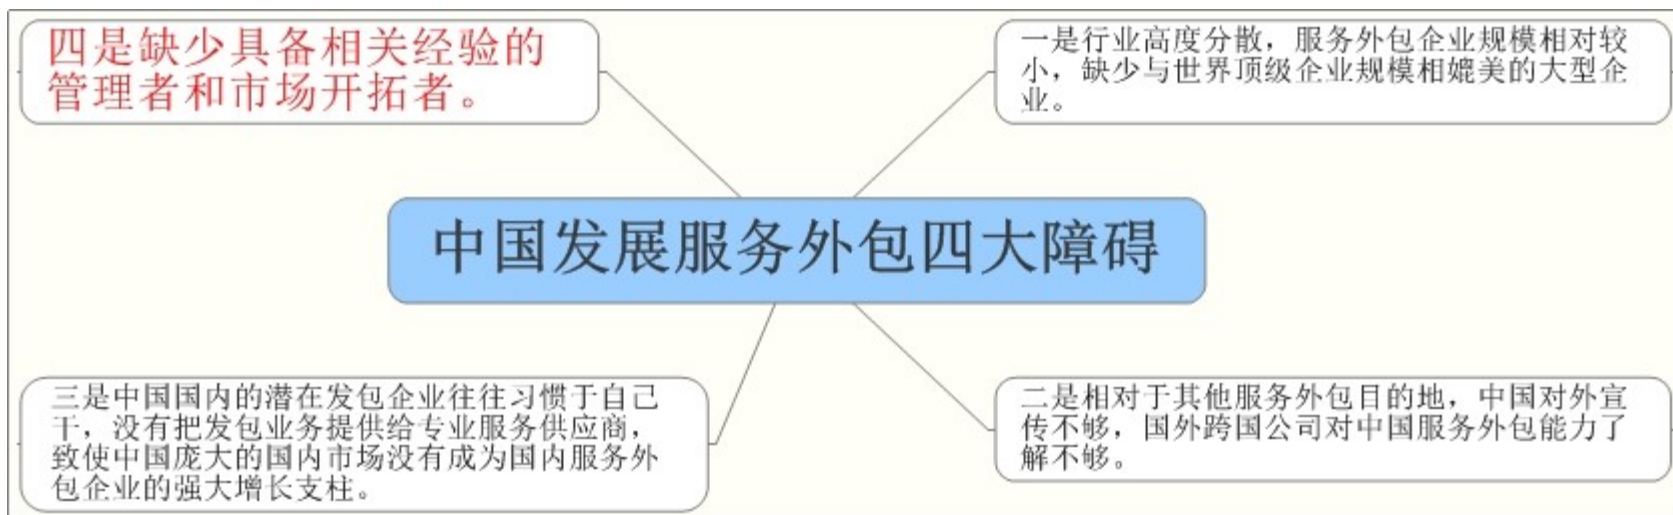 四是缺少具备相关经验的
管理者和市场开拓者。
一是行业高度分散，服务外包企业规模相对较
小，缺少与世界顶级企业规模相媲美的大型企
业。
中国发展服务外包四大障碍
三是中国国内的潜在发包企业往往习惯于自己
干，没有把发包业务提供给专业服务供应商，
致使中国庞大的国内市场没有成为国内服务外
包企业的强大增长支柱。
二是相对于其他服务外包目的地，中国对外宣
传不够，国外跨国公司对中国服务外包能力了
解不够。